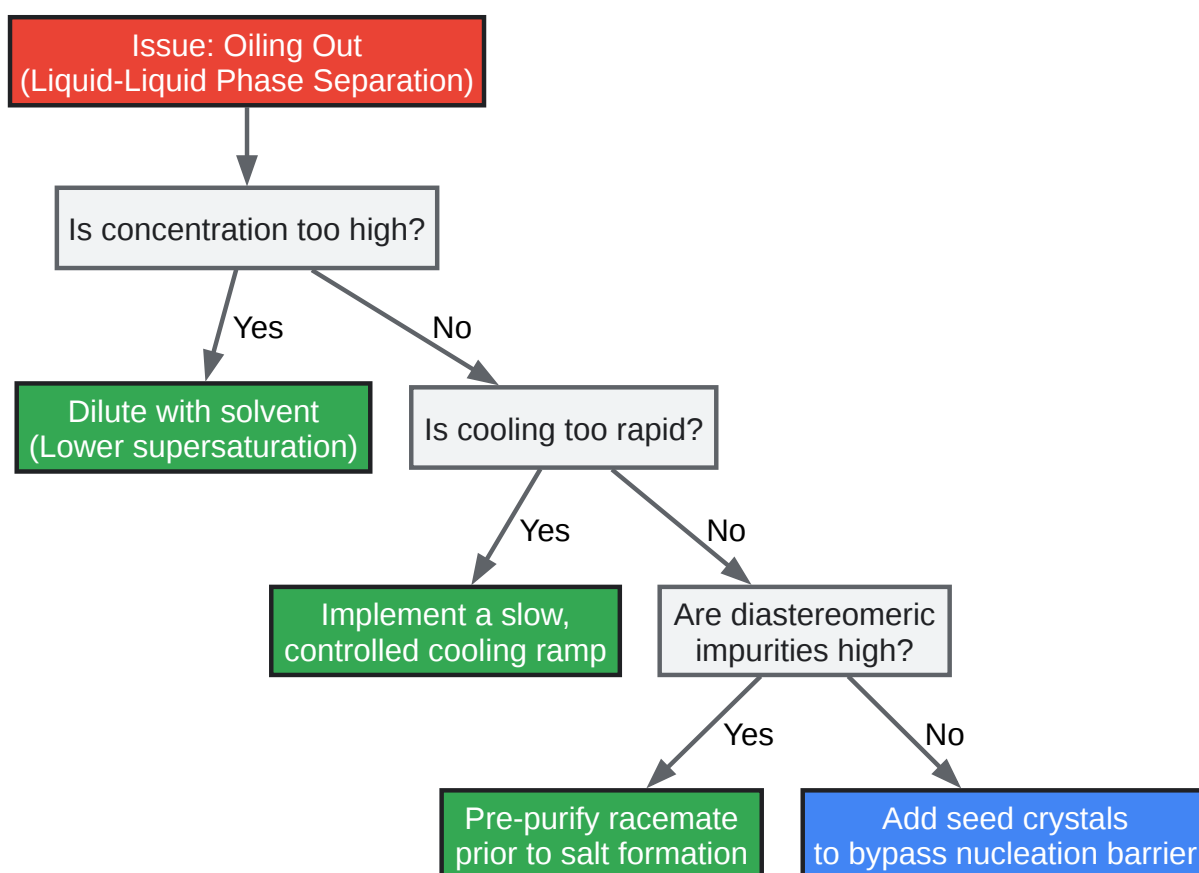 Issue: Oiling Out
(Liquid-Liquid Phase Separation)
Is concentration too high?
Yes
No
Dilute with solvent
(Lower supersaturation)
Is cooling too rapid?
Yes
No
Implement a slow,
controlled cooling ramp
Are diastereomeric
impurities high?
Yes
No
Pre-purify racemate
prior to salt formation
Add seed crystals
to bypass nucleation barrier